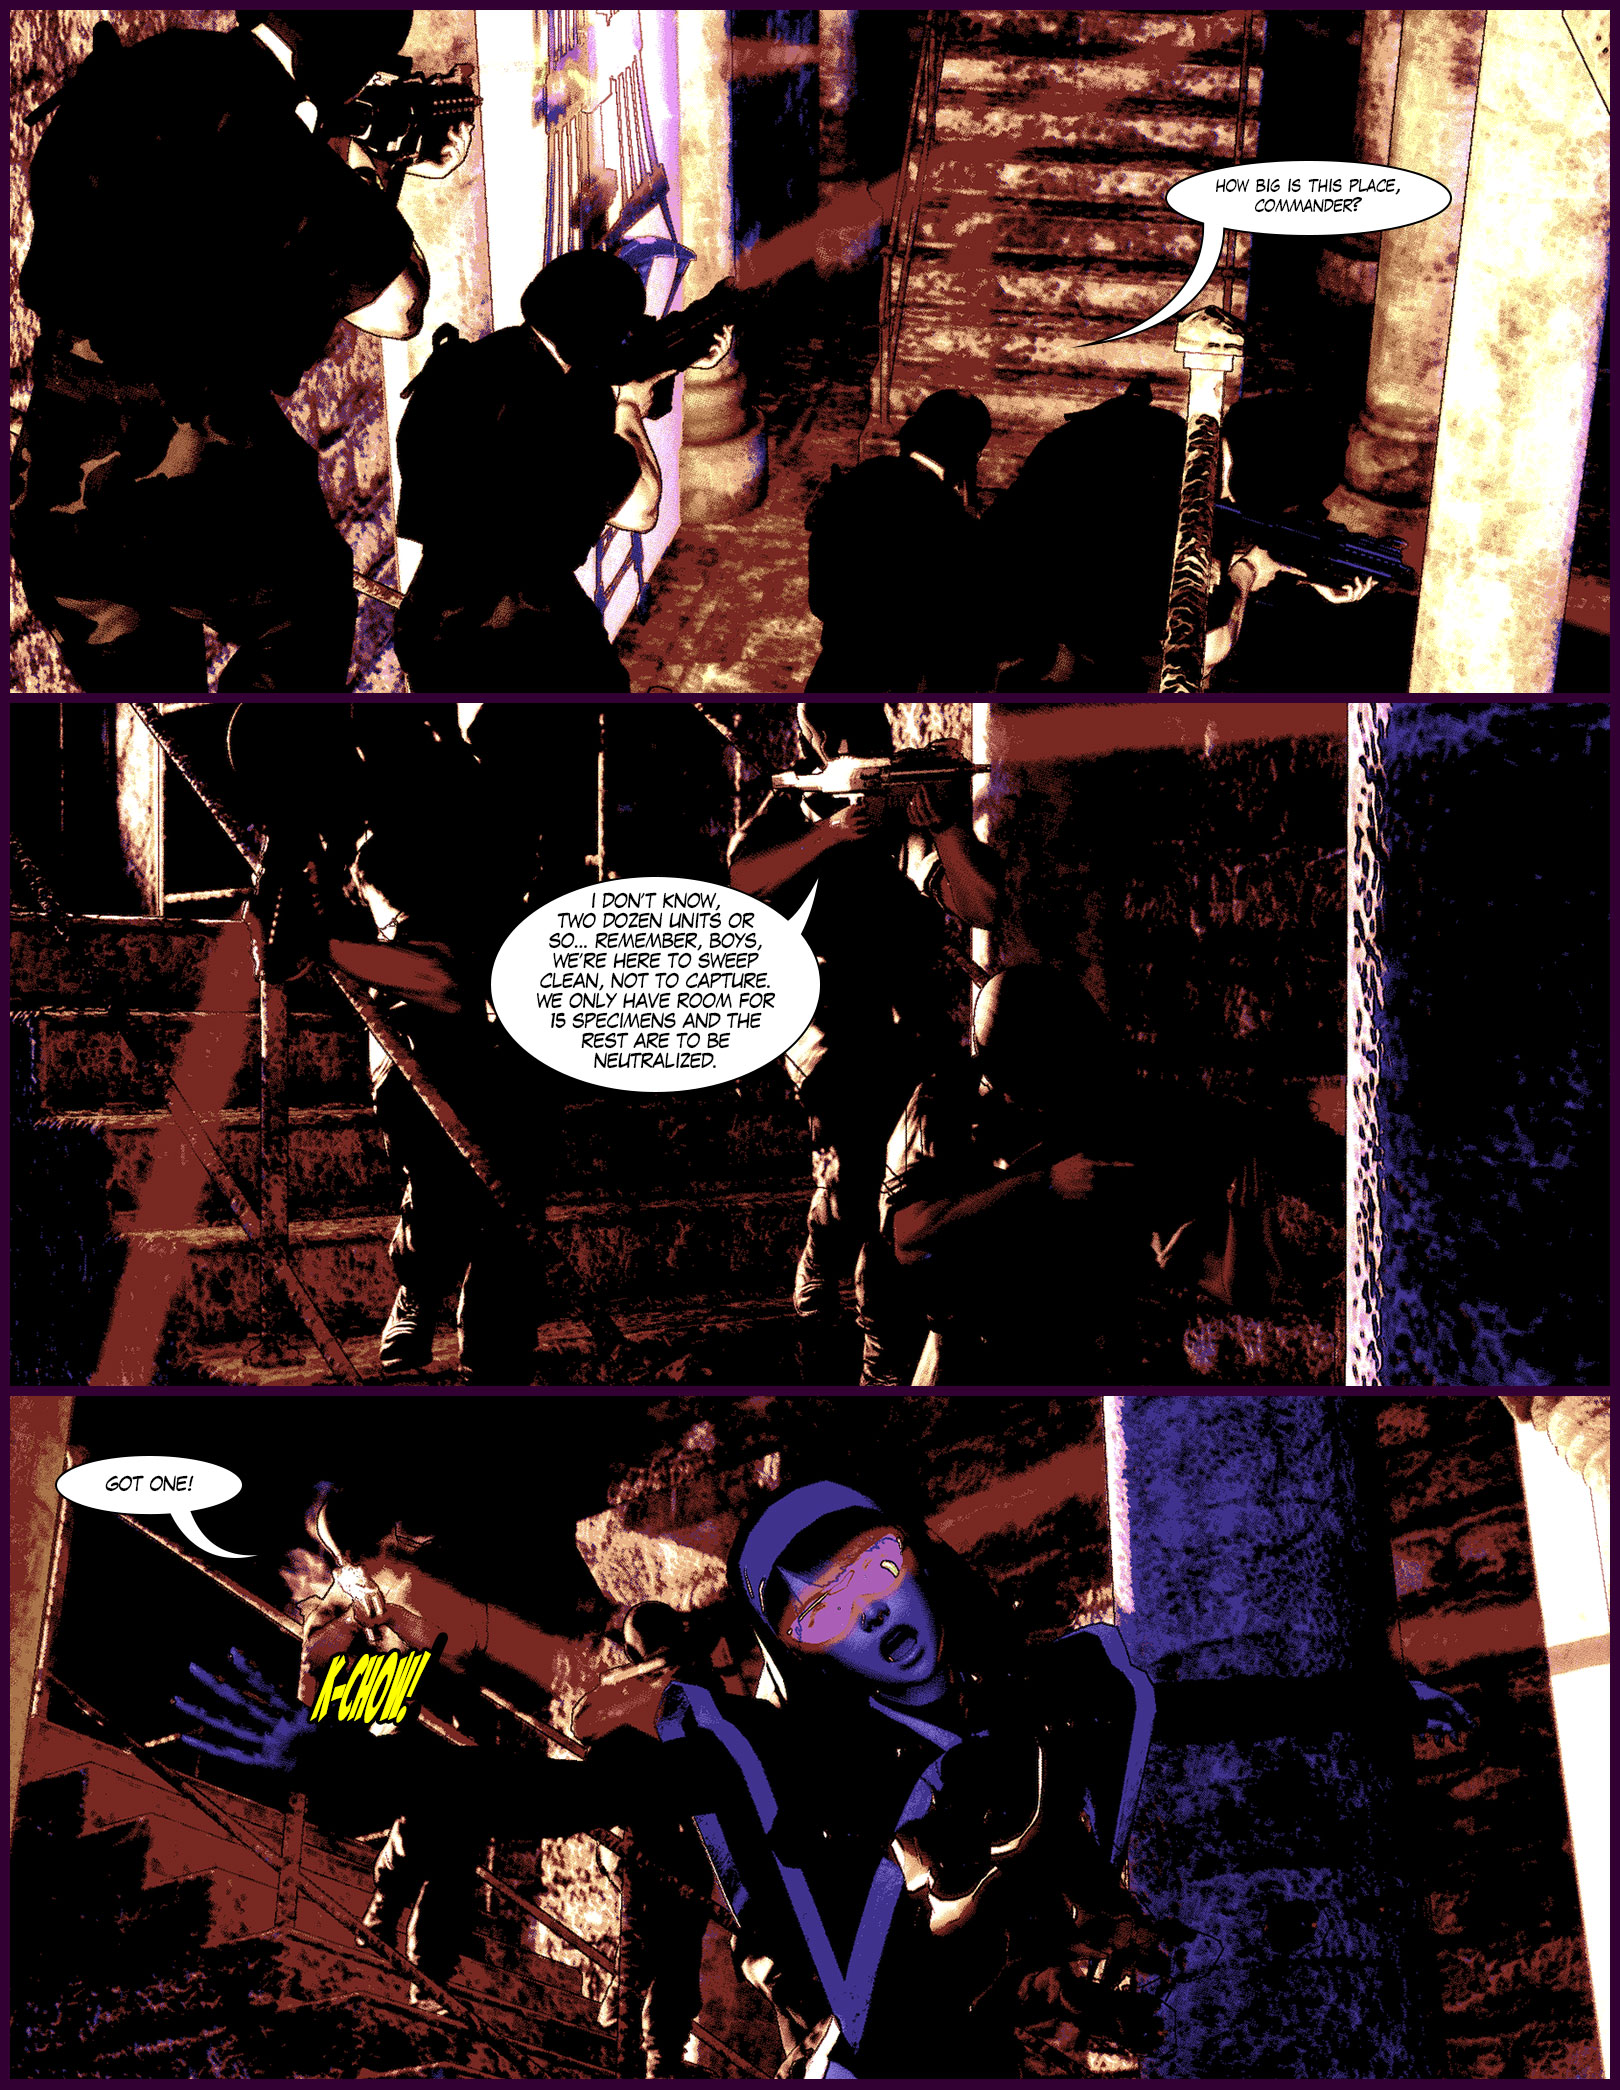 HOW BIG IS THIS PLACE,
COMMANDER?
I DON'T KNOW,
TWO DOZEN UNITS OR
SO... REMEMBER, BOYS,
WE'RE HERE TO SWEEP
CLEAN, NOT TO CAPTURE.
WE ONLY HAVE ROOM FOR
15 SPECIMENS AND THE
REST ARE TO BE
NEUTRALIZED.
GOT ONE!
K-CHOW!